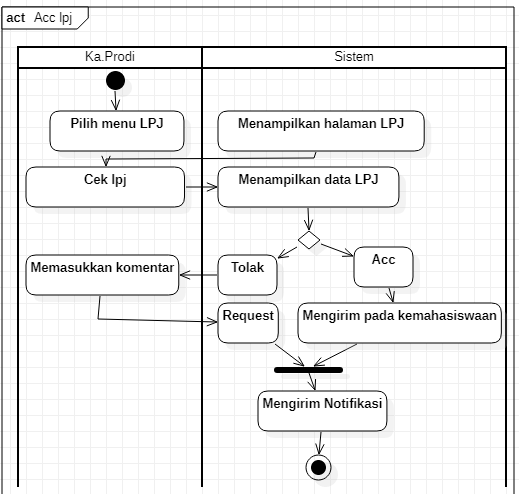 act Acc lpj
Ka.Prodi
Sistem
Pilih menu LPJ
Menampilkan halaman LPJ
Cek lpj
Menampilkan data LPJ
Memasukkan komentar
Tolak
Acc
Request
Mengirim pada kemahasiswaan
Mengirim Notifikasi